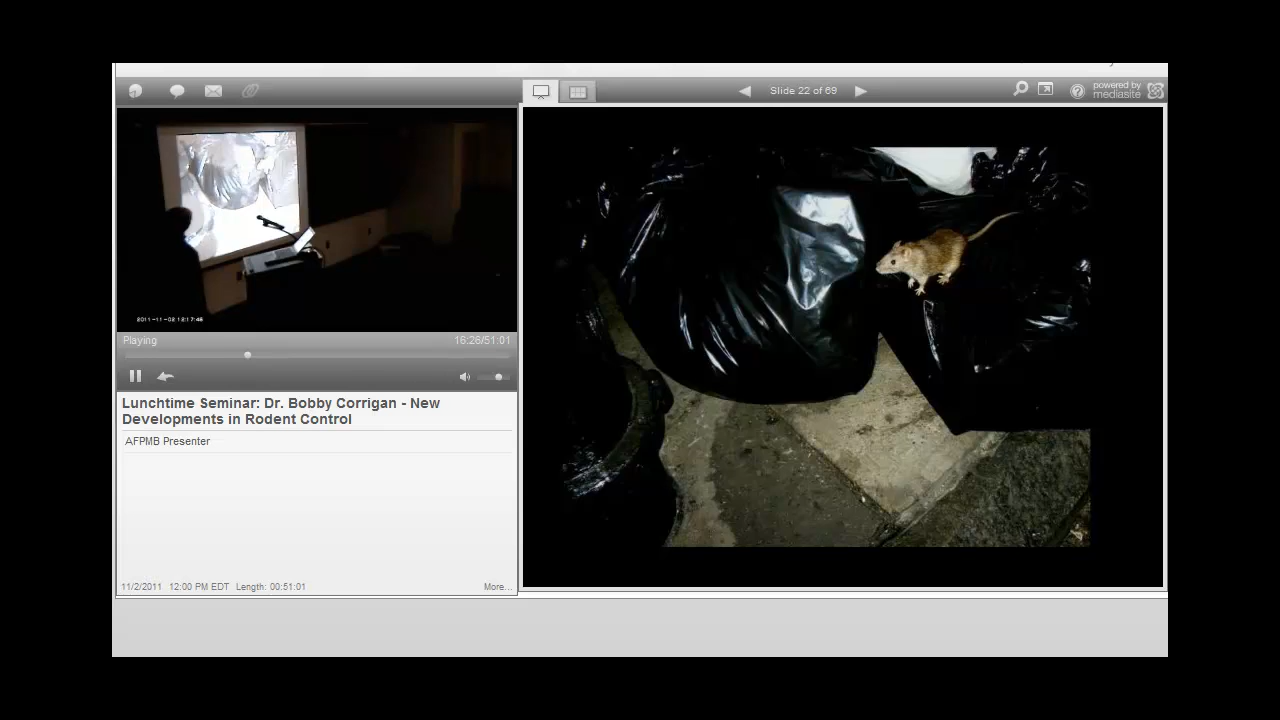 Slide 22 of 69
powered by
mediasite
2011-11-02 12:17:46
Playing
16:26/51:01
Lunchtime Seminar: Dr. Bobby Corrigan - New
Developments in Rodent Control
AFPMB Presenter
11/2/2011 12:00 PM EDT Length: 00:51:01
More...